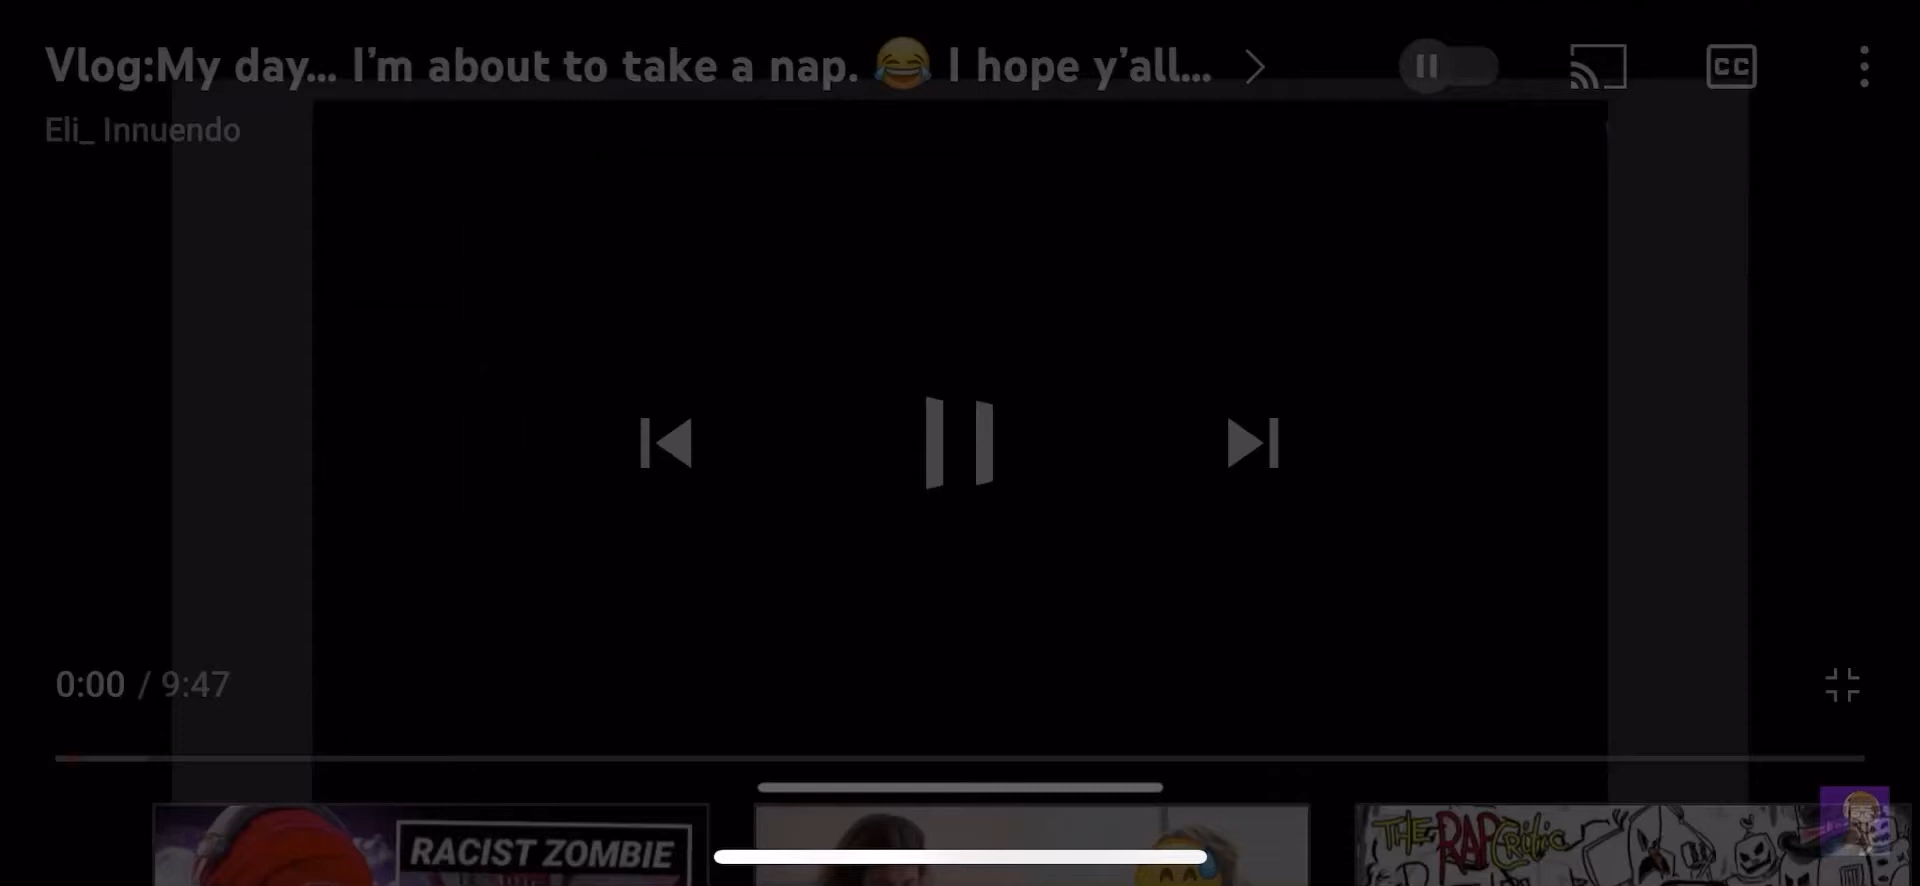 Vlog:My day... I’m about to take a nap. 😂 I hope y’all...
CC
Eli_ Innuendo
0:00 / 9:47
RACIST ZOMBIE
THE RAP Critic